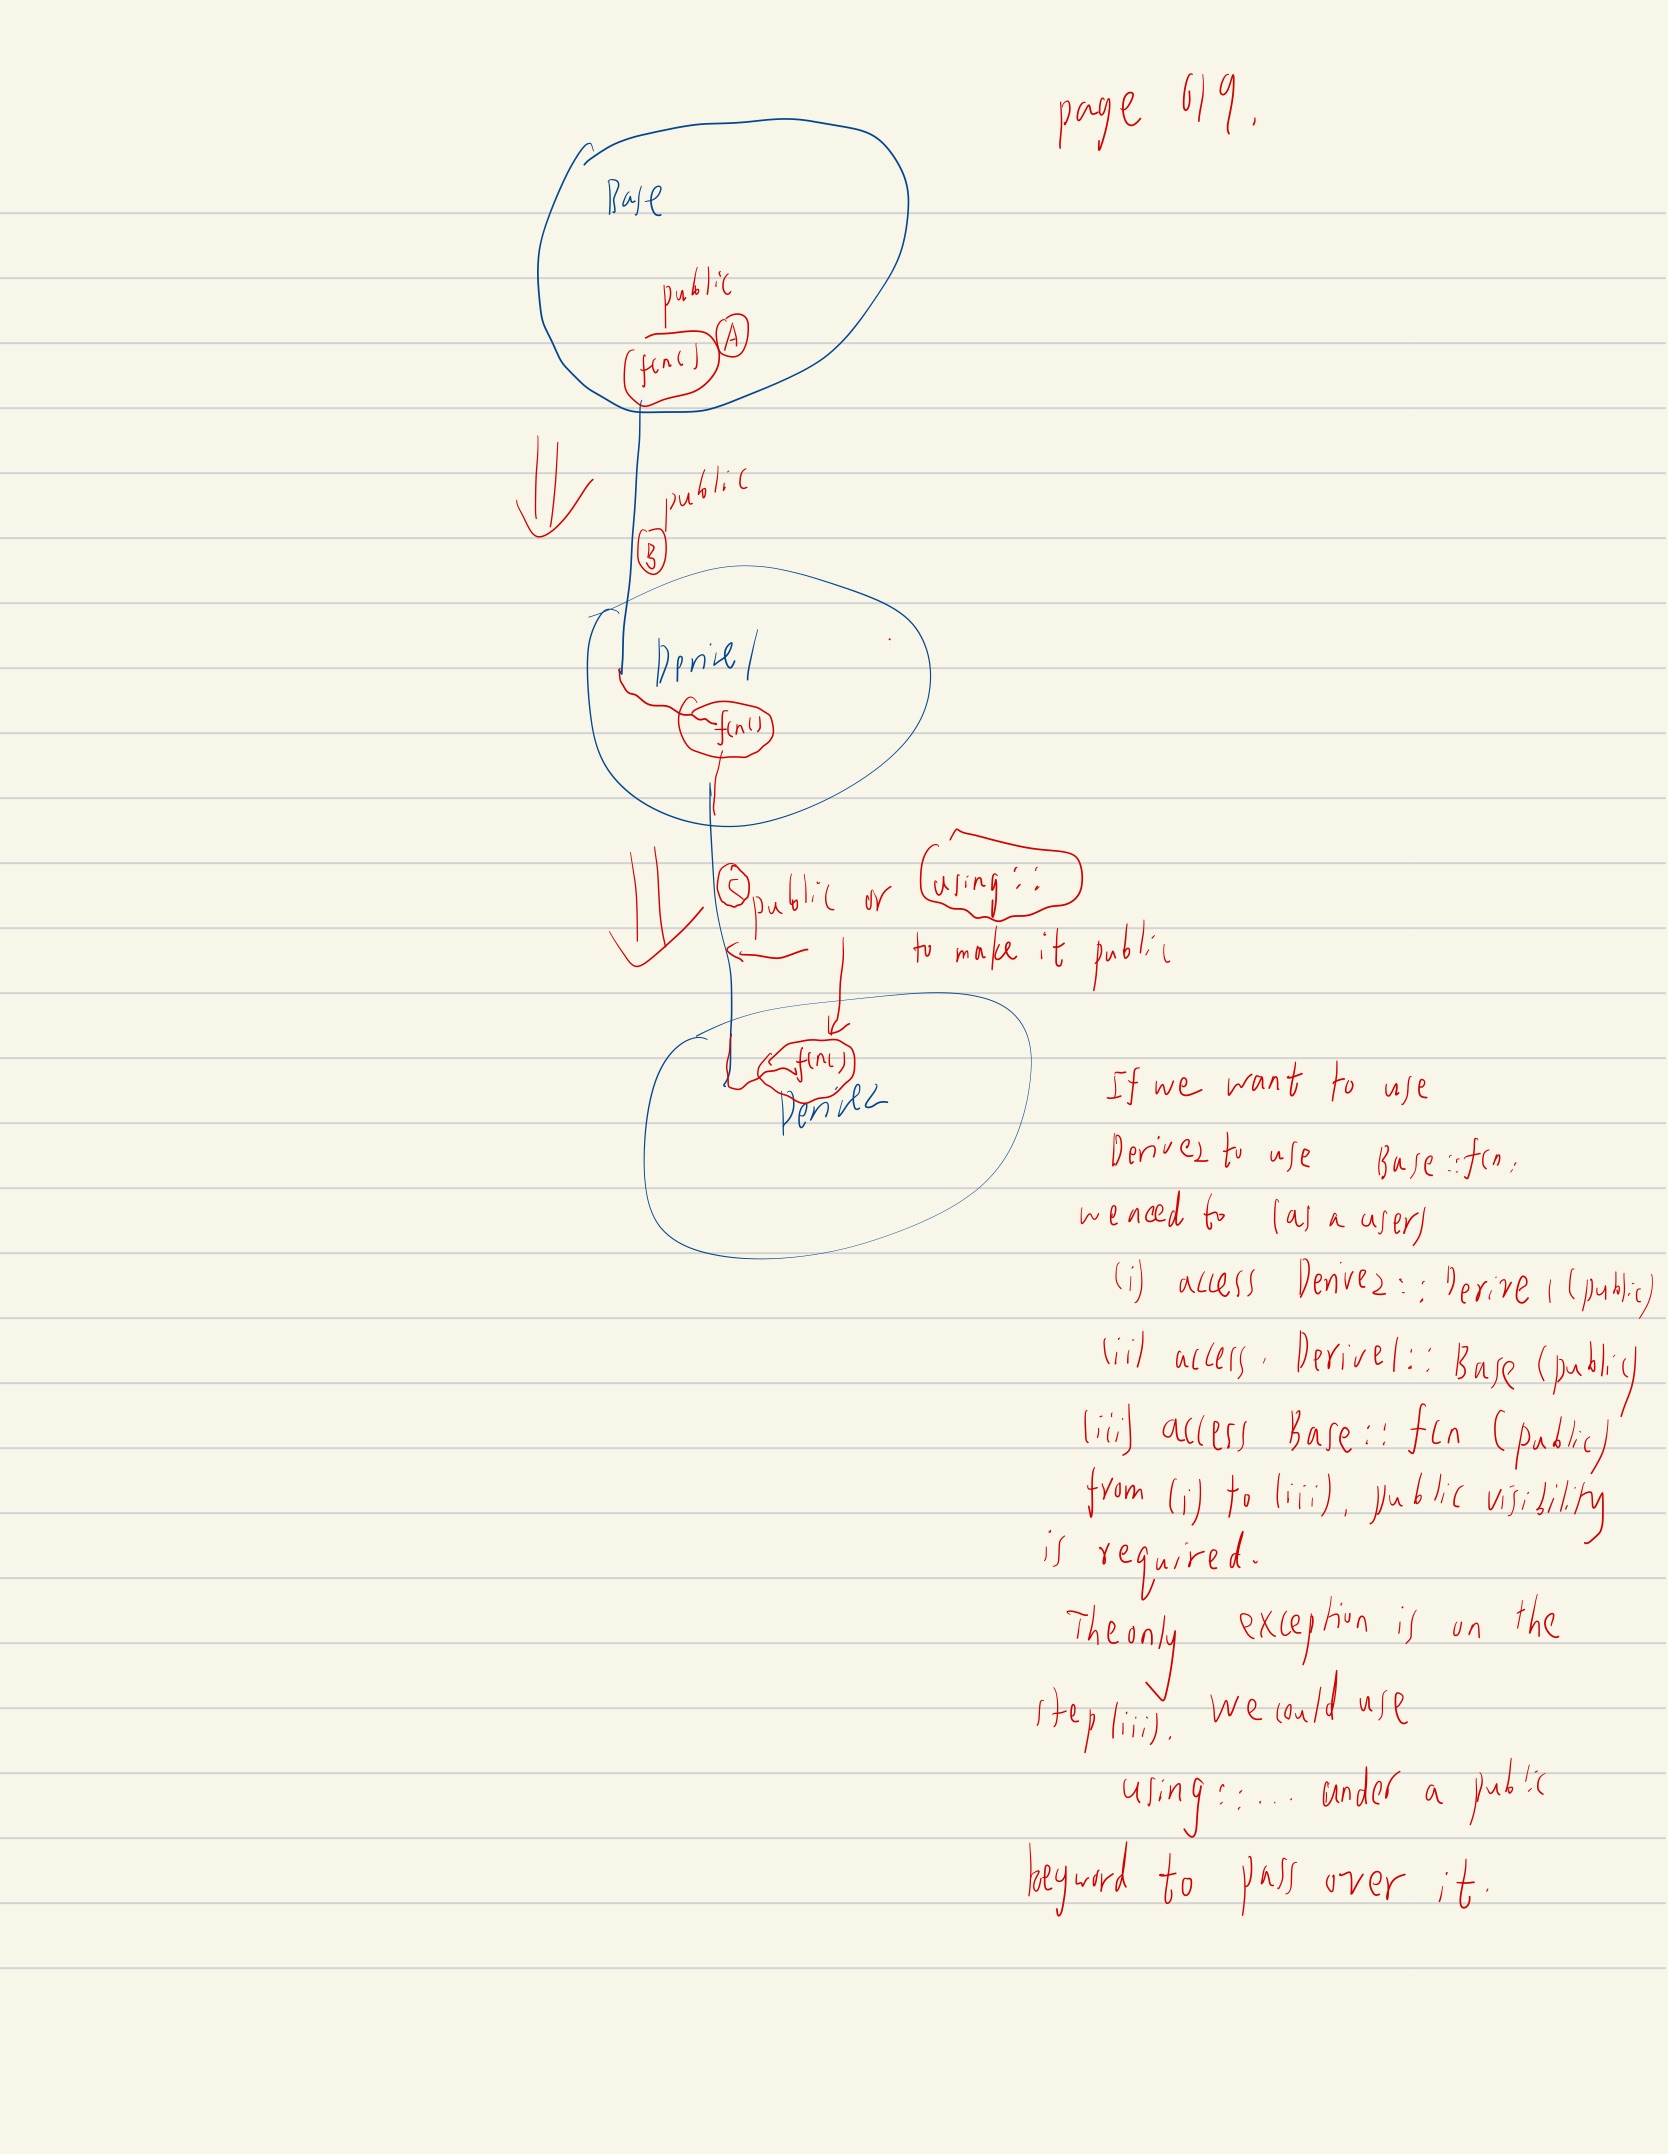 page 619.
Base
public
fcn()
A
public
B
Derive1
fcn()
C
public or using::
to make it public
fcn()
Derive2
If we want to use
Derive2 to use Base::fcn.
we need to (as a user)
(i) access Derive2::Derive1 (public)
(ii) access. Derive1::Base (public)
(iii) access Base::fcn (public)
from (i) to (iii), public visibility
is required.
The only exception is on the
step (iii). We could use
using::... under a public
keyword to pass over it.